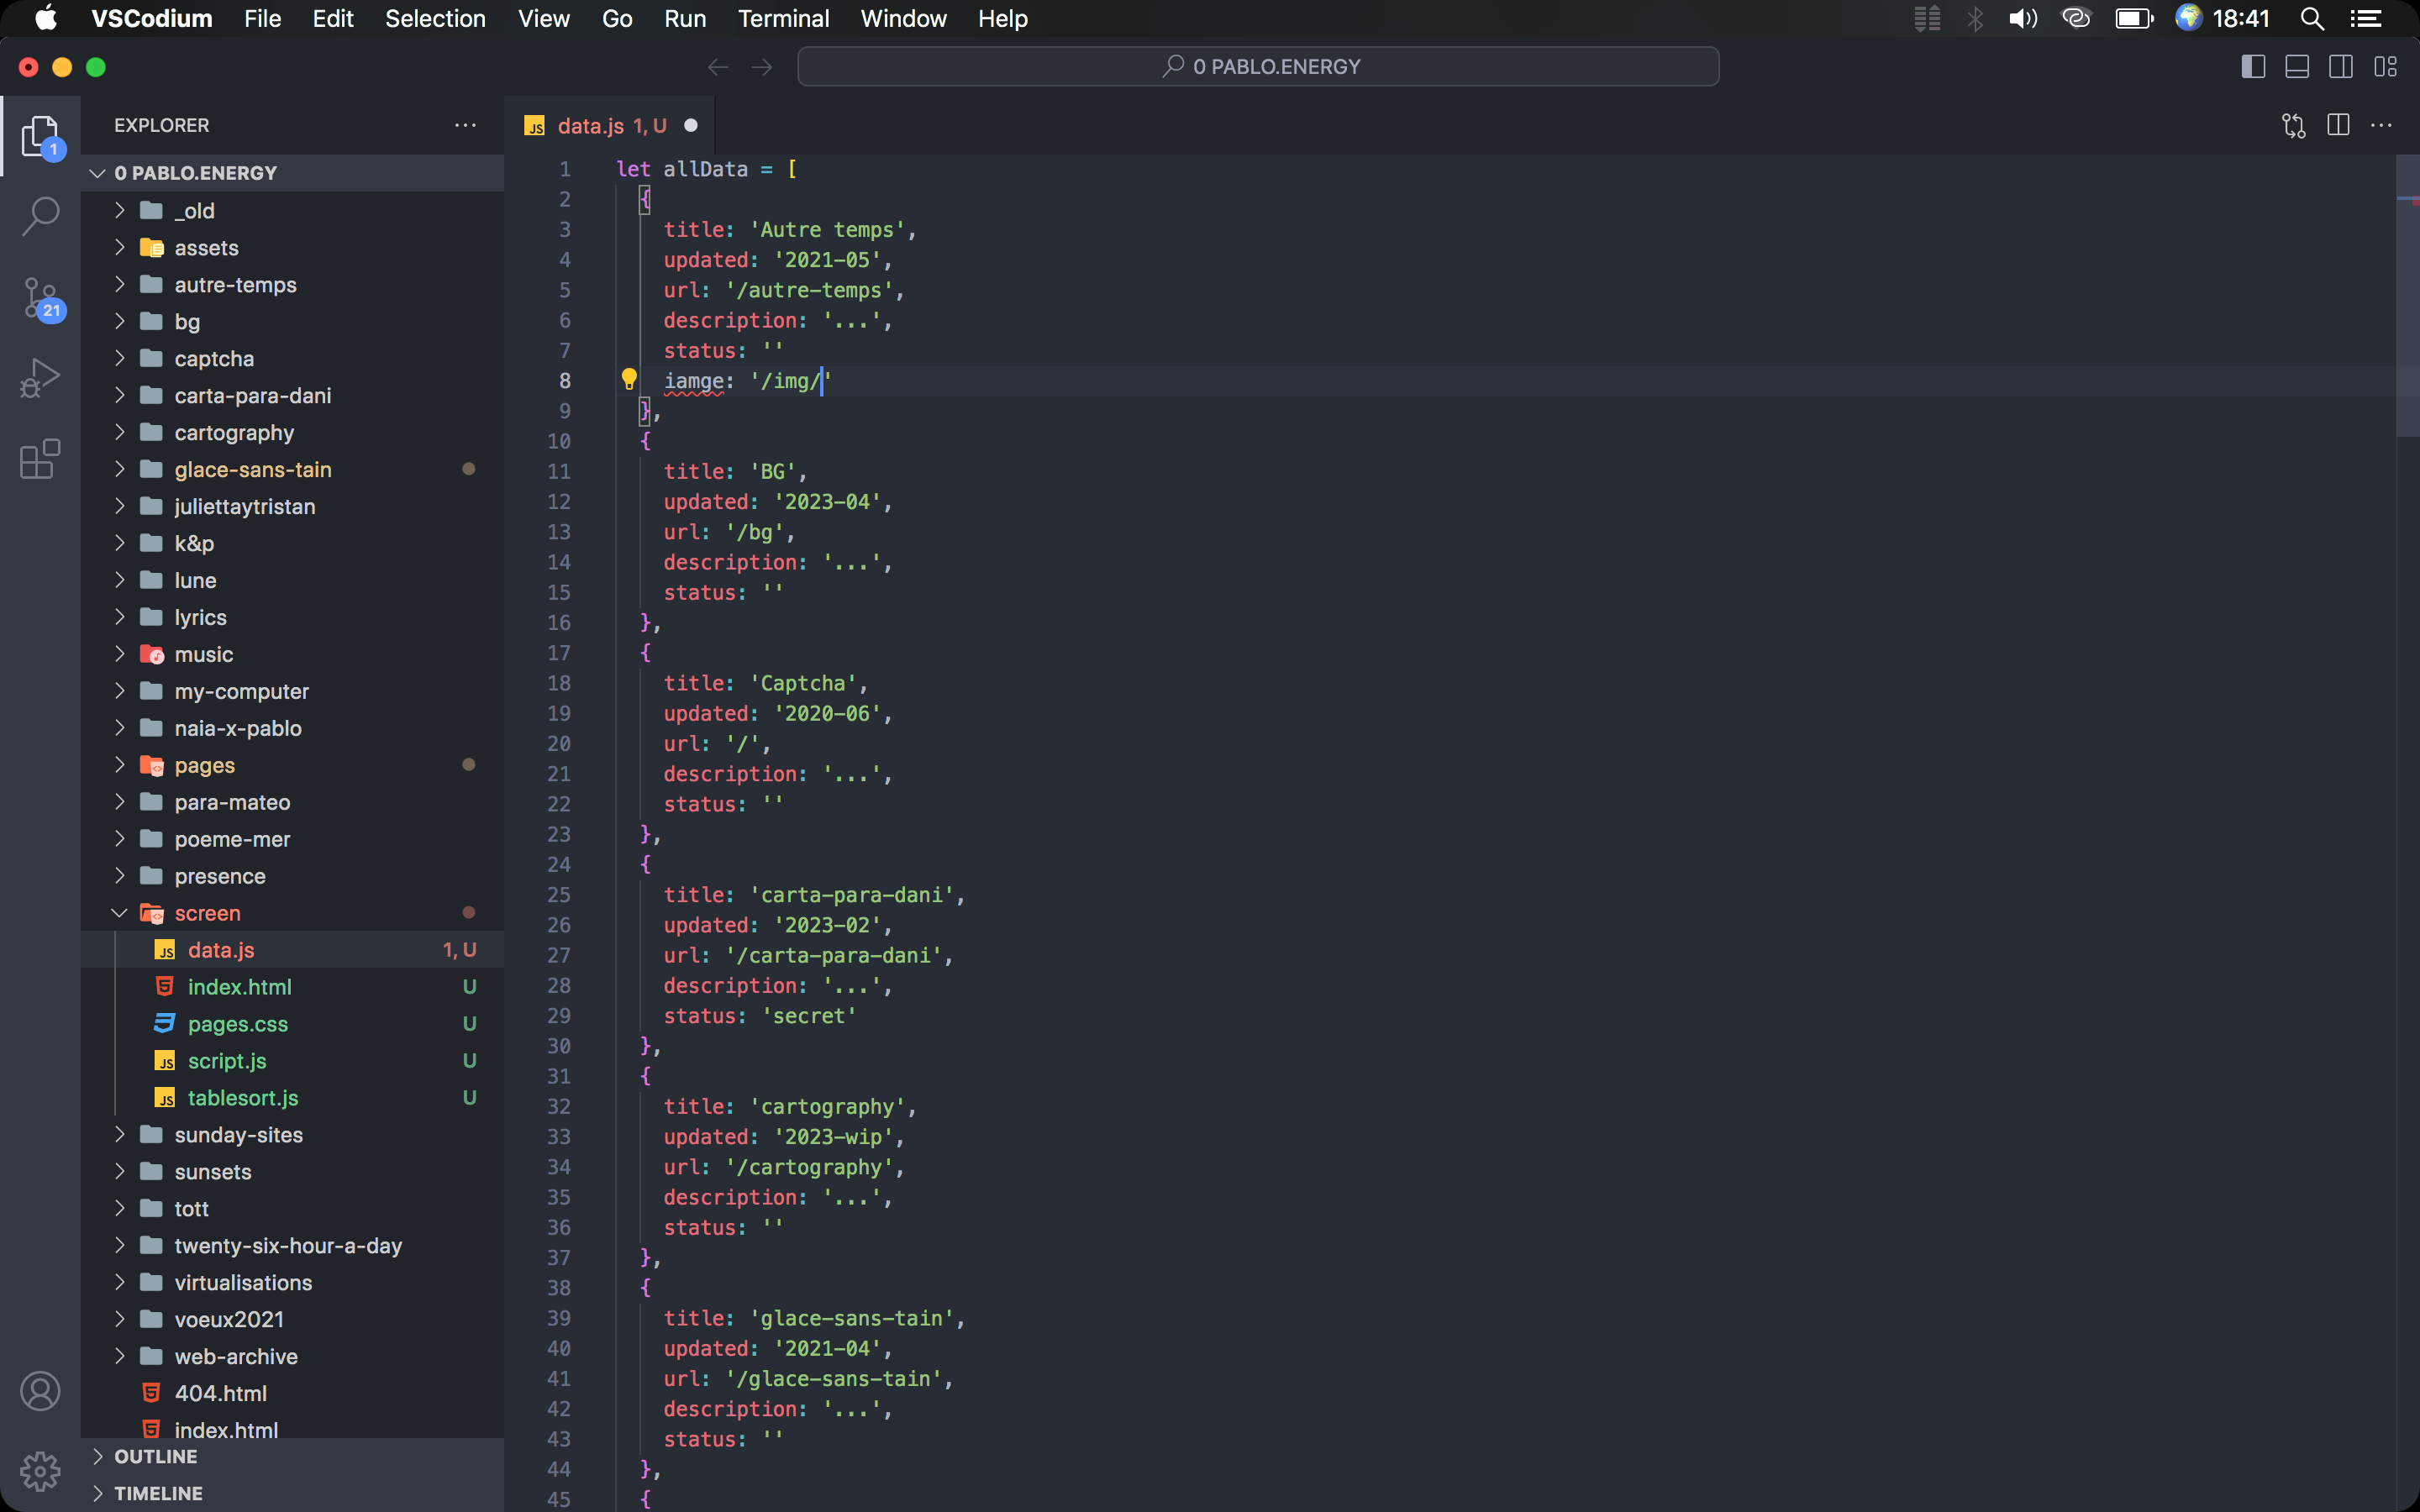 VSCodium File Edit Selection View Go Run Terminal Window Help 18:41
0 PABLO.ENERGY
EXPLORER
0 PABLO.ENERGY
_old
assets
autre-temps
bg
captcha
carta-para-dani
cartography
glace-sans-tain
juliettaytristan
k&p
lune
lyrics
music
my-computer
naia-x-pablo
pages
para-mateo
poeme-mer
presence
screen
data.js 1, U
index.html U
pages.css U
script.js U
tablesort.js U
sunday-sites
sunsets
tott
twenty-six-hour-a-day
virtualisations
voeux2021
web-archive
404.html
index.html
OUTLINE
TIMELINE
1
21
data.js 1, U
1 let allData = [
2 {
3 title: 'Autre temps',
4 updated: '2021-05',
5 url: '/autre-temps',
6 description: '...',
7 status: ''
8 iamge: '/img/'
9 },
10 {
11 title: 'BG',
12 updated: '2023-04',
13 url: '/bg',
14 description: '...',
15 status: ''
16 },
17 {
18 title: 'Captcha',
19 updated: '2020-06',
20 url: '/',
21 description: '...',
22 status: ''
23 },
24 {
25 title: 'carta-para-dani',
26 updated: '2023-02',
27 url: '/carta-para-dani',
28 description: '...',
29 status: 'secret'
30 },
31 {
32 title: 'cartography',
33 updated: '2023-wip',
34 url: '/cartography',
35 description: '...',
36 status: ''
37 },
38 {
39 title: 'glace-sans-tain',
40 updated: '2021-04',
41 url: '/glace-sans-tain',
42 description: '...',
43 status: ''
44 },
45 {